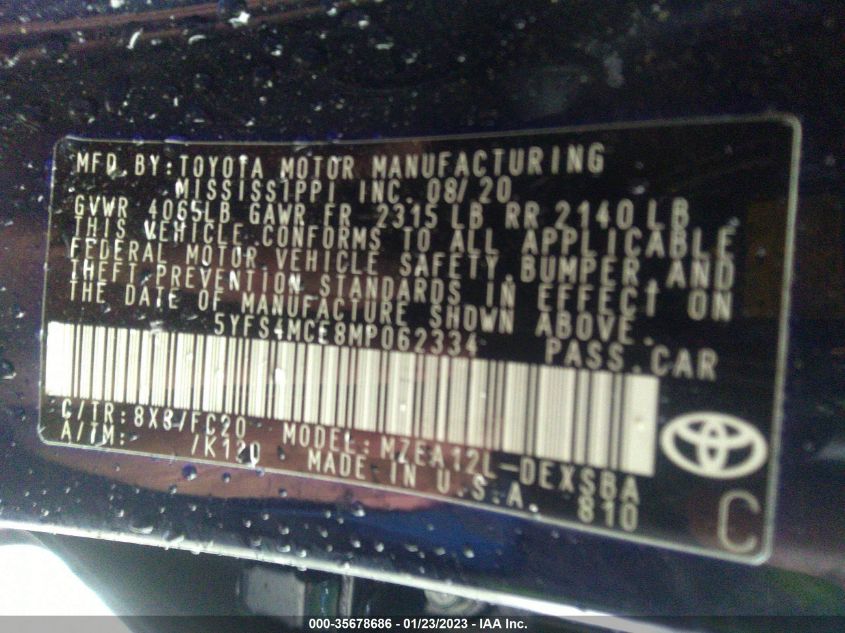 MFD BY:TOYOTA MOTOR MANUFACTURING
MISSISSIPPI INC. 08/20
GVWR 4065LB GAWR FR 2315 LB RR 2140 LB
THIS VEHICLE CONFORMS TO ALL APPLICABLE
FEDERAL MOTOR VEHICLE SAFETY, BUMPER AND
THEFT PREVENTION STANDARDS IN EFFECT ON
THE DATE OF MANUFACTURE SHOWN ABOVE.
5YFS4MCE8MP062334 PASS.CAR
C/TR:8X8/FC20 MODEL:MZEA12L-DEXSBA
A/TM: /K120 MADE IN U.S.A. 810
C
000-35678686 - 01/23/2023 - IAA Inc.